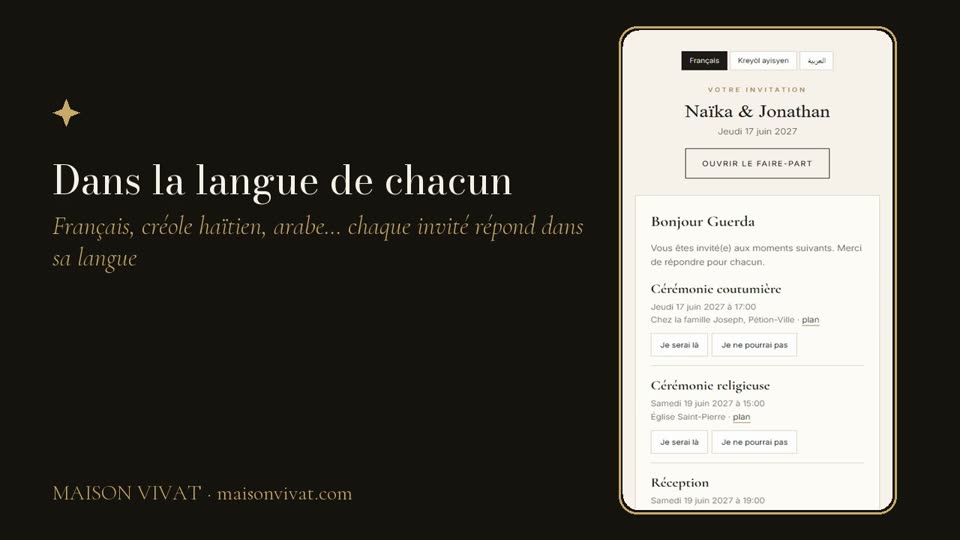 Dans la langue de chacun
Français, créole haïtien, arabe... chaque invité répond dans
sa langue
MAISON VIVAT · maisonvivat.com
Français Kreyòl ayisyen العربية
VOTRE INVITATION
Naïka & Jonathan
Jeudi 17 juin 2027
OUVRIR LE FAIRE-PART
Bonjour Guerda
Vous êtes invité(e) aux moments suivants. Merci
de répondre pour chacun.
Cérémonie coutumière
Jeudi 17 juin 2027 à 17:00
Chez la famille Joseph, Pétion-Ville · plan
Je serai là Je ne pourrai pas
Cérémonie religieuse
Samedi 19 juin 2027 à 15:00
Église Saint-Pierre · plan
Je serai là Je ne pourrai pas
Réception
Samedi 19 juin 2027 à 19:00